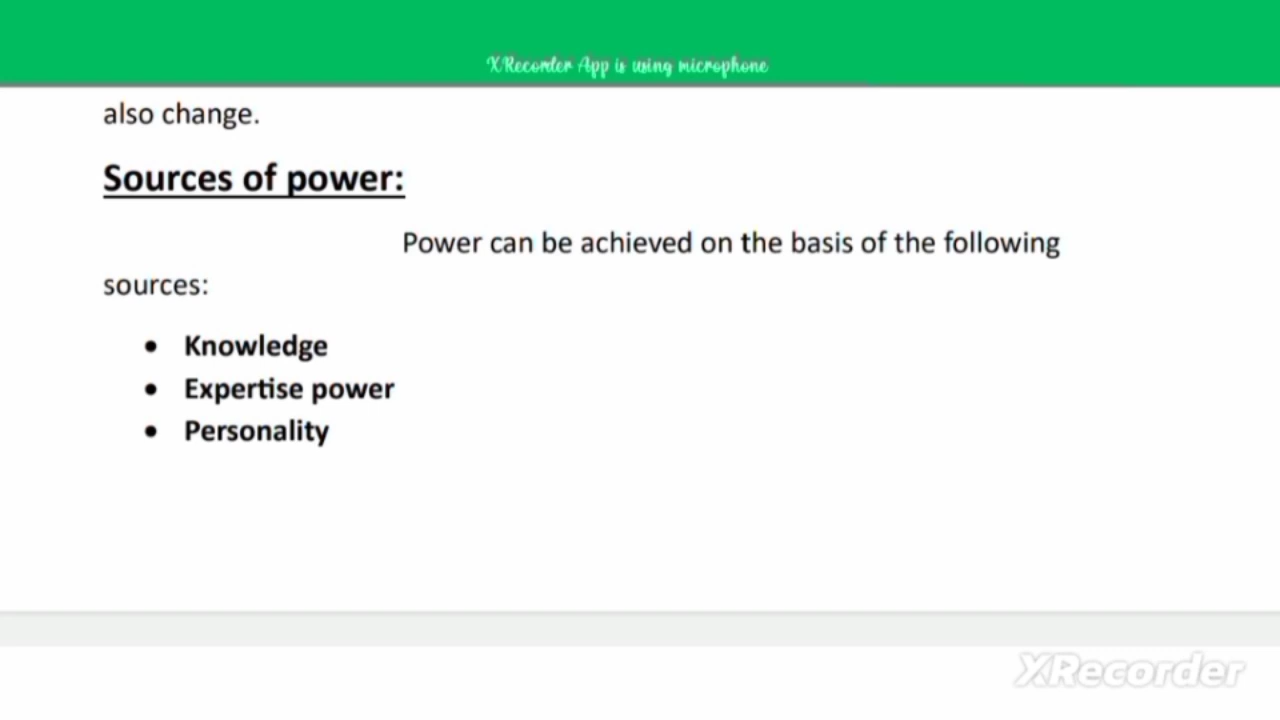 XRecorder App is using microphone
also change.
Sources of power:
Power can be achieved on the basis of the following
sources:
• Knowledge
• Expertise power
• Personality
XRecorder